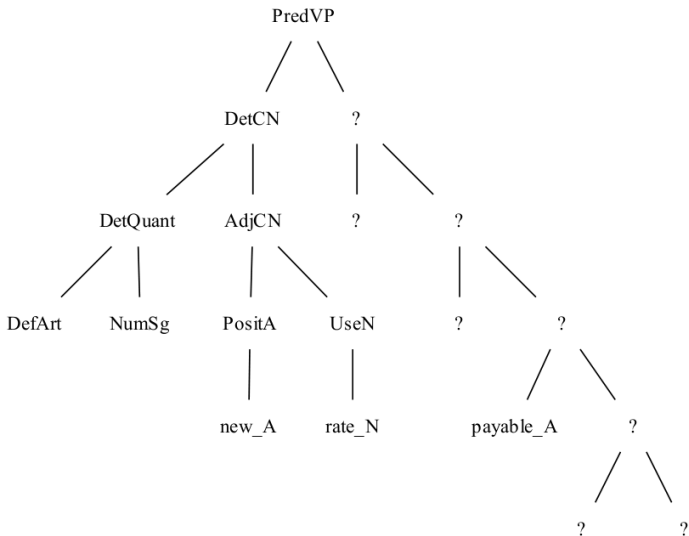 PredVP
DetCN ?
DetQuant AdjCN ? ?
DefArt NumSg PositA UseN ? ?
new_A rate_N payable_A ?
? ?